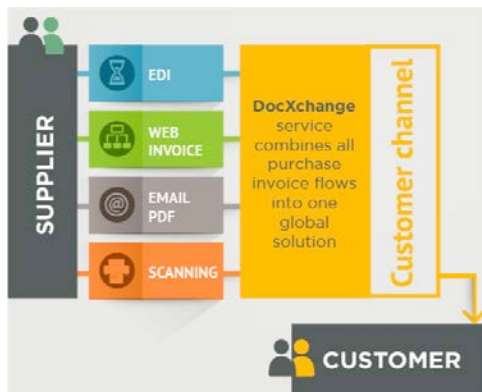 SUPPLIER
EDI
WEB
INVOICE
@
EMAIL
PDF
SCANNING
DocXchange
service
combines all
purchase
invoice flows
into one
global
solution
Customer channel
CUSTOMER